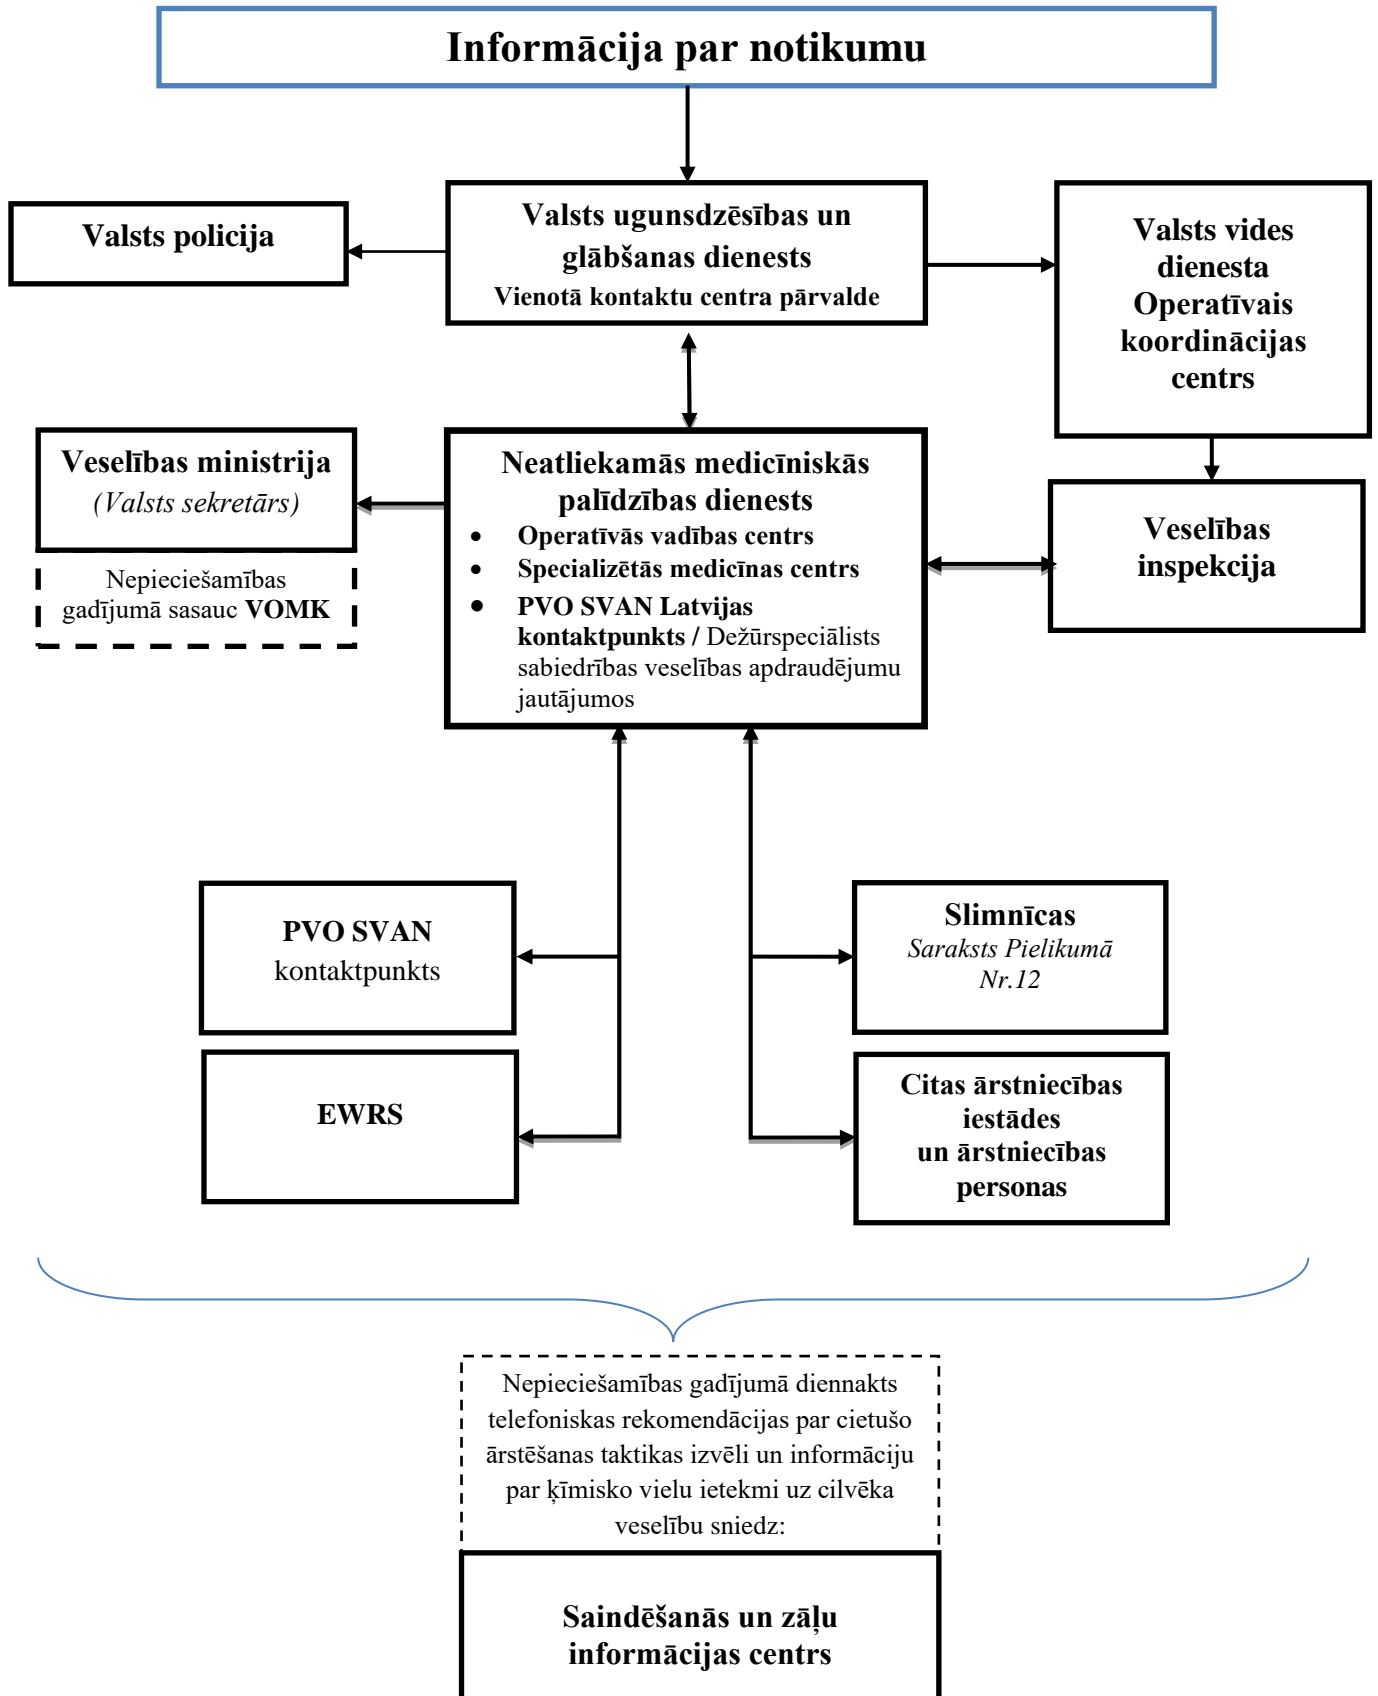 Informācija par notikumu
Valsts policija
Valsts ugunsdzēsības un
glābšanas dienests
Vienotā kontaktu centra pārvalde
Valsts vides
dienesta
Operatīvais
koordinācijas
centrs
Veselības ministrija
(Valsts sekretārs)
Nepieciešamības
gadījumā sasauc VOMK
Neatliekamās medicīniskās
palīdzības dienests
• Operatīvās vadības centrs
• Specializētās medicīnas centrs
• PVO SVAN Latvijas
kontaktpunkts / Dežūrspeciālists
sabiedrības veselības apdraudējumu
jautājumos
Veselības
inspekcija
PVO SVAN
kontaktpunkts
EWRS
Slimnīcas
Saraksts Pielikumā
Nr.12
Citas ārstniecības
iestādes
un ārstniecības
personas
Nepieciešamības gadījumā diennakts
telefoniskas rekomendācijas par cietušo
ārstēšanas taktikas izvēli un informāciju
par ķīmisko vielu ietekmi uz cilvēka
veselību sniedz:
Saindēšanās un zāļu
informācijas centrs